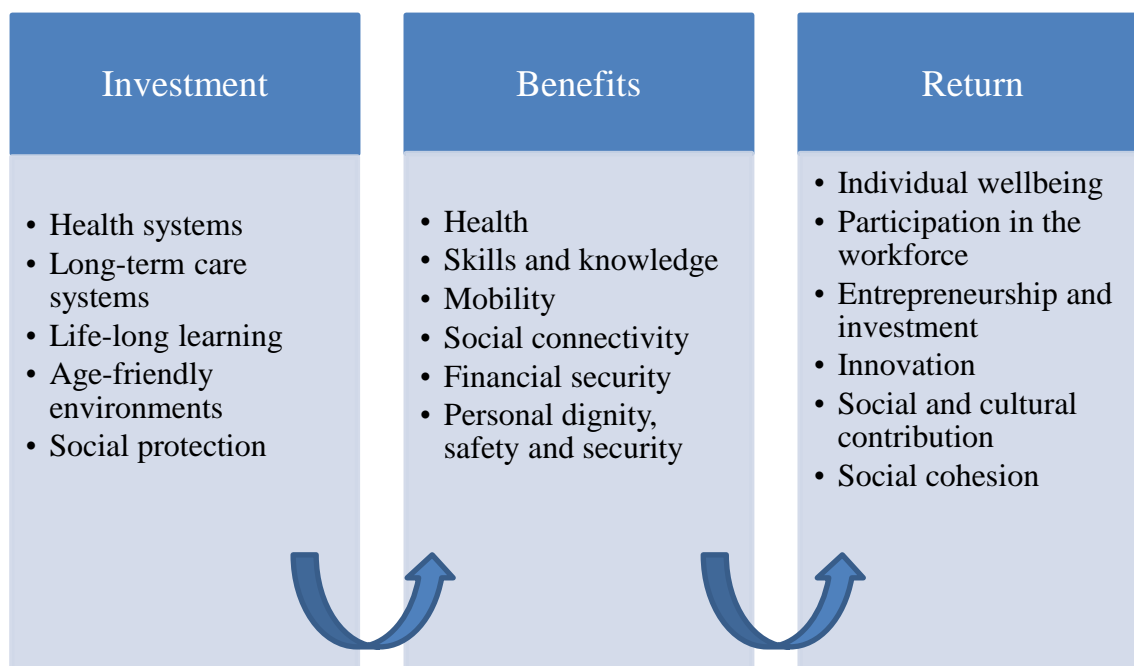 Investment
• Health systems
• Long-term care
systems
• Life-long learning
• Age-friendly
environments
• Social protection
Benefits
• Health
• Skills and knowledge
• Mobility
• Social connectivity
• Financial security
• Personal dignity,
safety and security
Return
• Individual wellbeing
• Participation in the
workforce
• Entrepreneurship and
investment
• Innovation
• Social and cultural
contribution
• Social cohesion